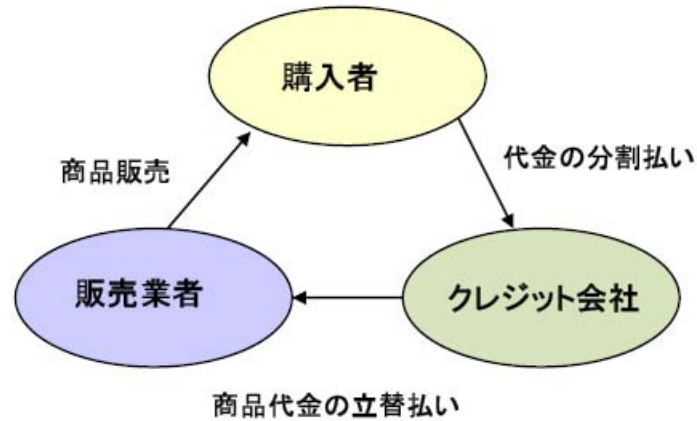 購入者
商品販売
代金の分割払い
販売業者
クレジット会社
商品代金の立替払い